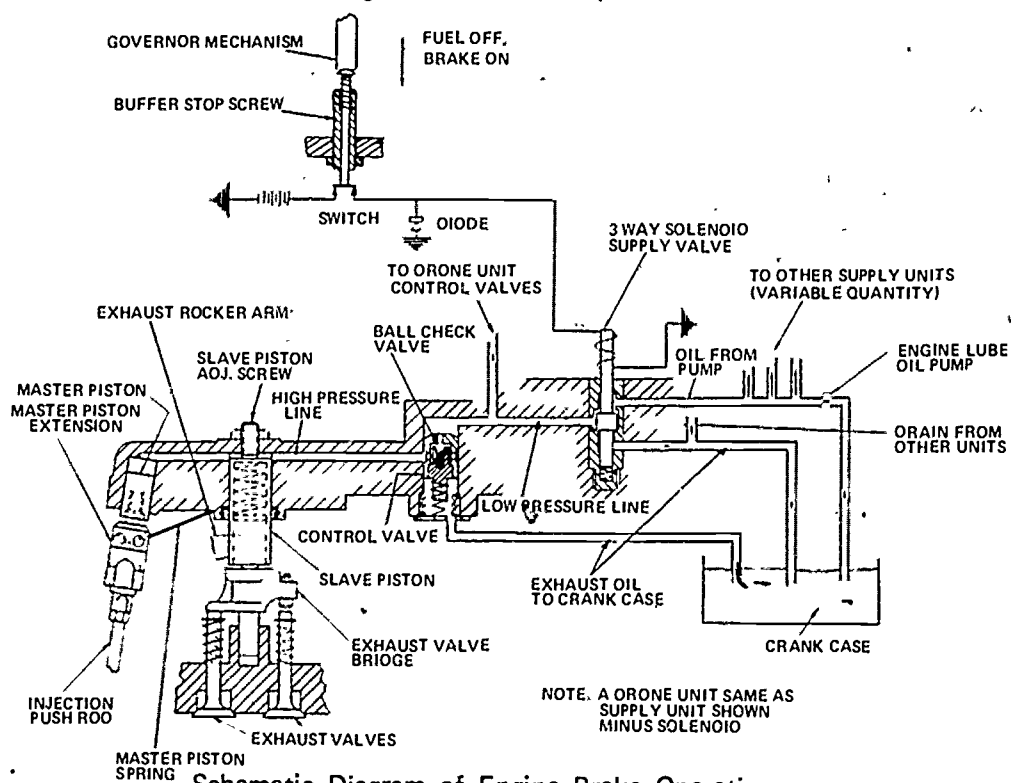 GOVERNOR MECHANISM
FUEL OFF,
BRAKE ON
BUFFER STOP SCREW
SWITCH
OIODE
3 WAY SOLENOIO
SUPPLY VALVE
TO ORONE UNIT
CONTROL VALVES
TO OTHER SUPPLY UNITS
(VARIABLE QUANTITY)
EXHAUST ROCKER ARM
BALL CHECK
VALVE
SLAVE PISTON
AOJ. SCREW
OIL FROM
PUMP
ENGINE LUBE
OIL PUMP
MASTER PISTON
MASTER PISTON
EXTENSION
HIGH PRESSURE
LINE
ORAIN FROM
OTHER UNITS
LOW PRESSURE LINE
CONTROL VALVE
SLAVE PISTON
EXHAUST OIL
TO CRANK CASE
CRANK CASE
EXHAUST VALVE
BRIOGE
INJECTION
PUSH ROO
NOTE. A ORONE UNIT SAME AS
SUPPLY UNIT SHOWN
MINUS SOLENOIO
EXHAUST VALVES
MASTER PISTON
SPRING
Schematic Diagram of Engine Brake